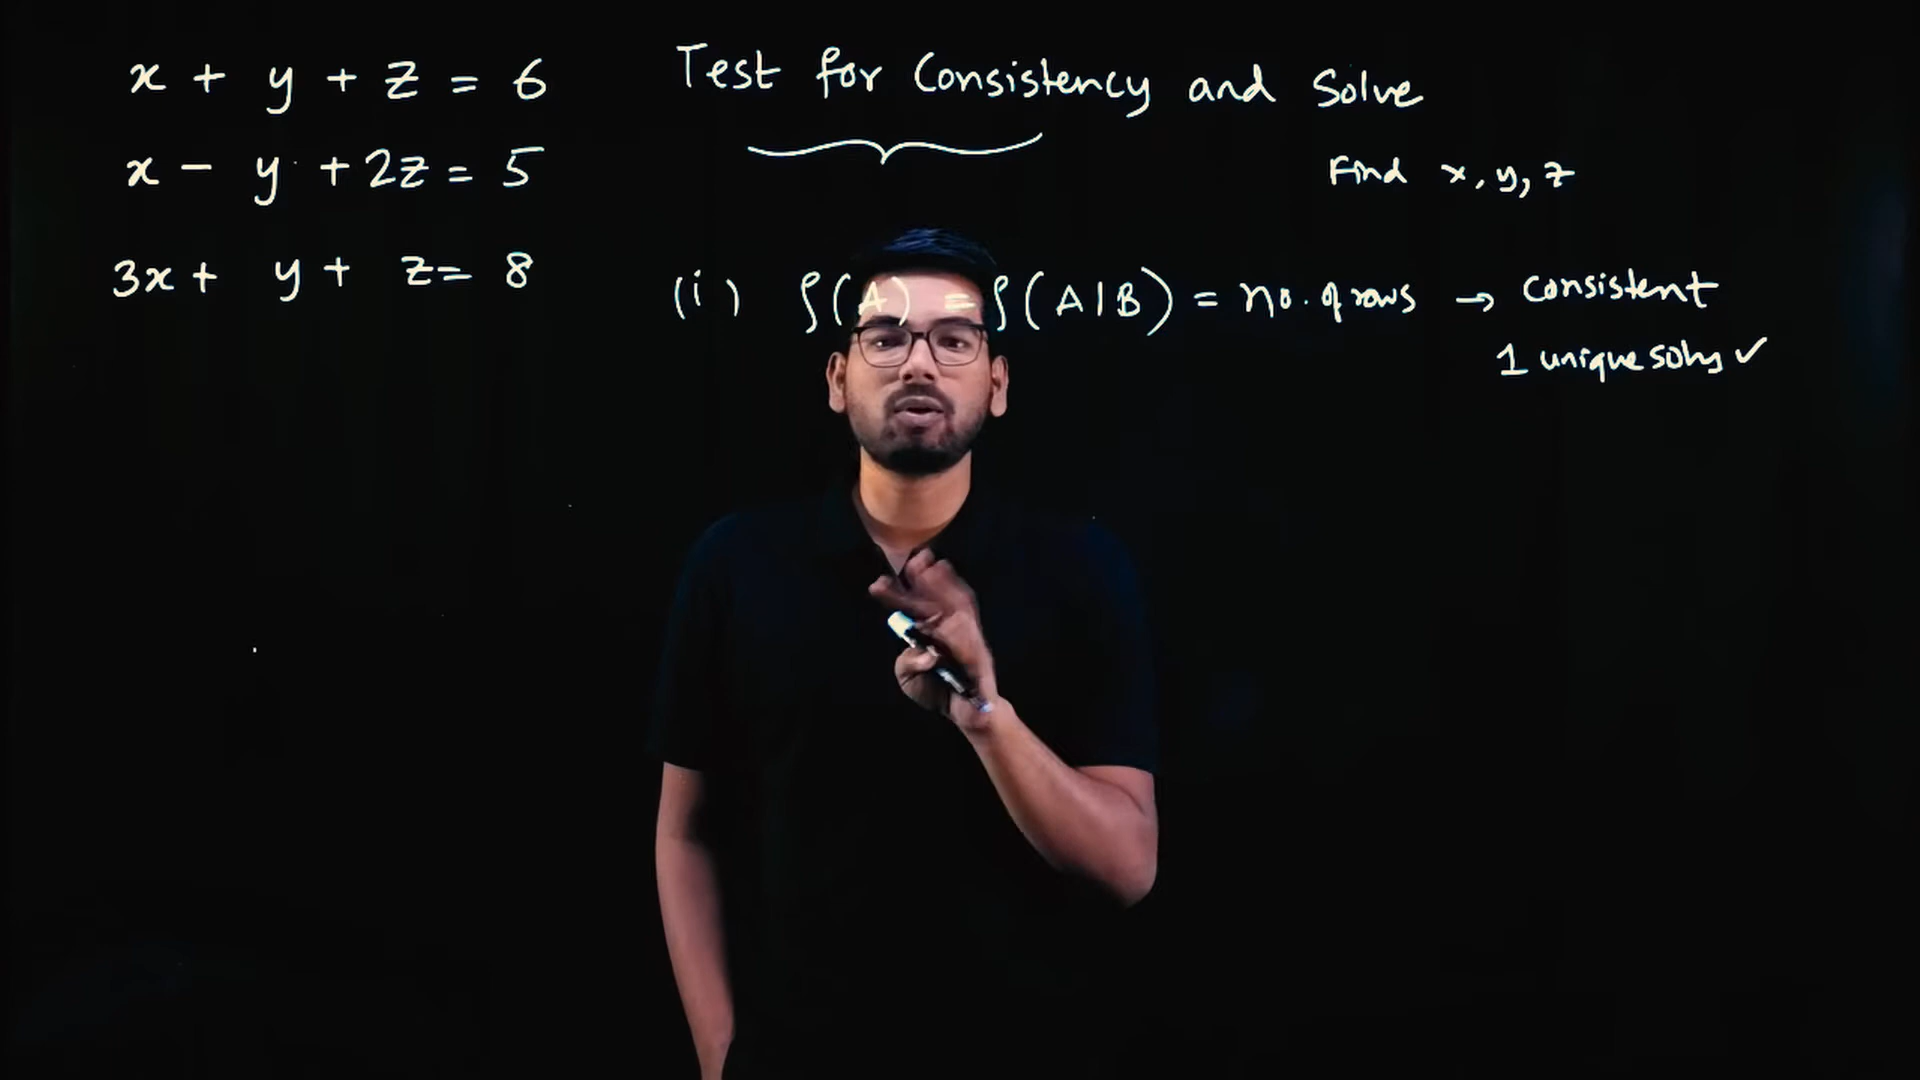 x + y + z = 6
x - y + 2z = 5
3x + y + z = 8
Test for Consistency and Solve
Find x, y, z
(i) ρ(A) = ρ(A|B) = no. of rows → consistent
1 unique soln ✓